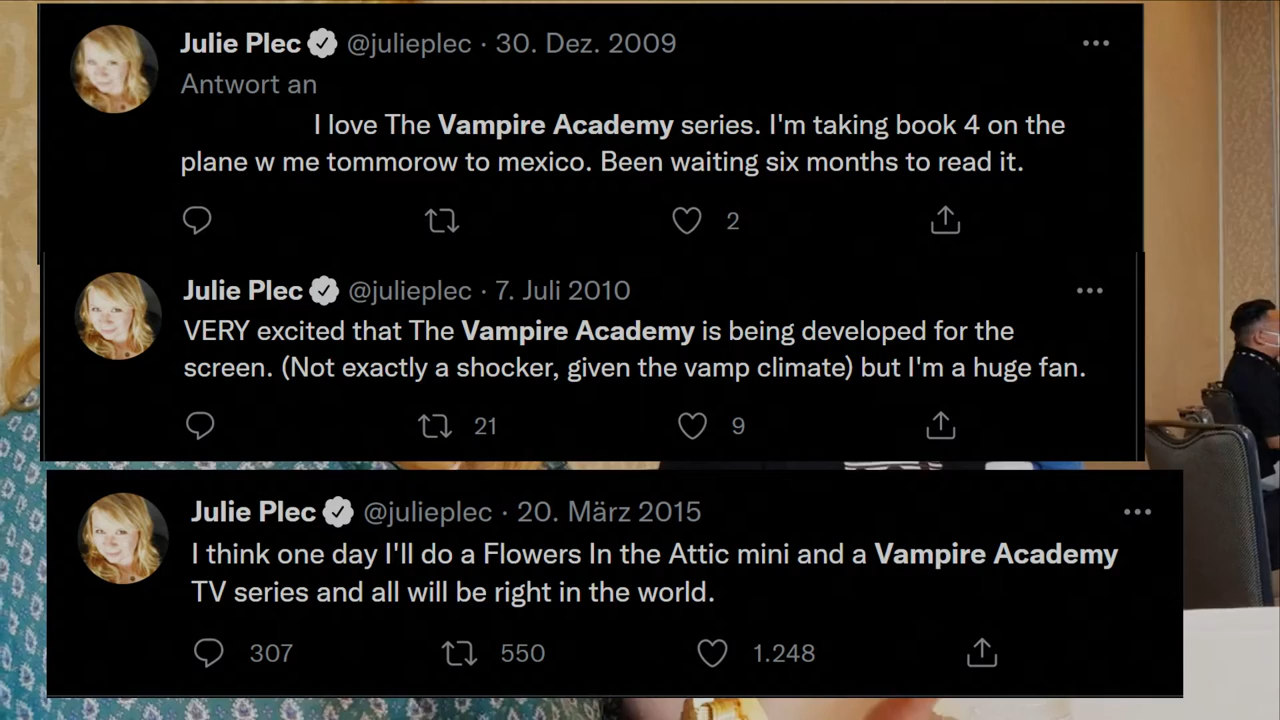 Julie Plec @julieplec · 30. Dez. 2009
Antwort an
I love The Vampire Academy series. I'm taking book 4 on the
plane w me tommorow to mexico. Been waiting six months to read it.
2
Julie Plec @julieplec · 7. Juli 2010
VERY excited that The Vampire Academy is being developed for the
screen. (Not exactly a shocker, given the vamp climate) but I'm a huge fan.
21 9
Julie Plec @julieplec · 20. März 2015
I think one day I'll do a Flowers In the Attic mini and a Vampire Academy
TV series and all will be right in the world.
307 550 1.248